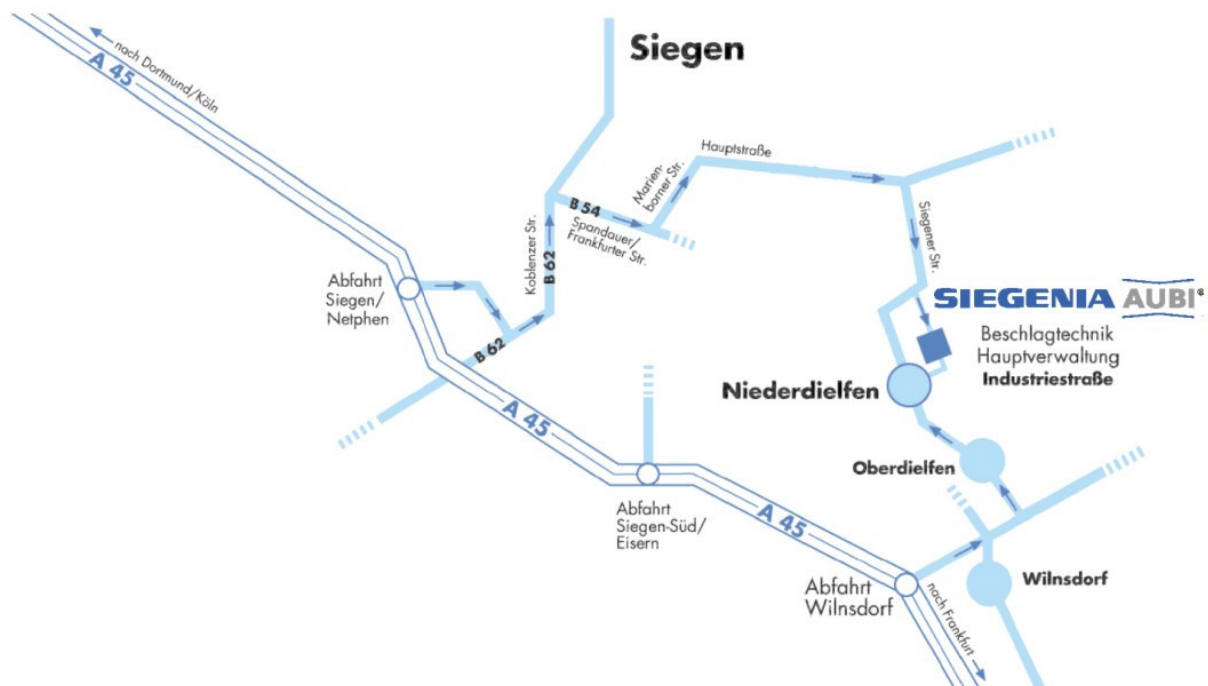 nach Dortmund/Köln
A 45
Siegen
Hauptstraße
Marien-
borner Str.
B 54
Spandauer/
Frankfurter Str.
Koblenzer Str.
B 62
Siegener Str.
Abfahrt
Siegen/
Netphen
B 62
SIEGENIA AUBI®
Beschlagtechnik
Hauptverwaltung
Industriestraße
Niederdielfen
A 45
Oberdielfen
Abfahrt
Siegen-Süd/
Eisern
A 45
Abfahrt
Wilnsdorf
Wilnsdorf
nach Frankfurt